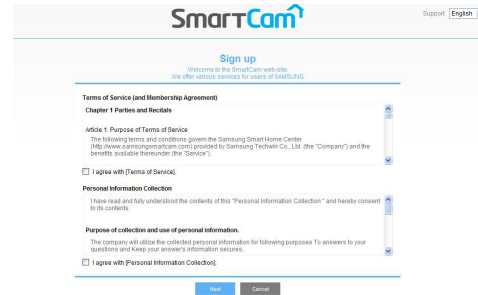 SmartCam
Support English
Sign up
Welcome to the SmartCam web-site.
We offer various services for users of SAMSUNG
Terms of Service (and Membership Agreement)
Chapter 1 Parties and Recitals
Article 1. Purpose of Terms of Service
The following terms and conditions govern the Samsung Smart Home Center
(http://www.samsungsmartcam.com) provided by Samsung Techwin Co., Ltd. (the "Company") and the
benefits available thereunder (the "Service").
I agree with [Terms of Service].
Personal Information Collection
I have read and fully understood the contents of this "Personal Information Collection " and hereby consent
to its contents.
Purpose of collection and use of personal information.
The company will utilize the collected personal information for following purposes To answers to your
questions and Keep your answer's information secures.
I agree with [Personal Information Collection].
Next Cancel